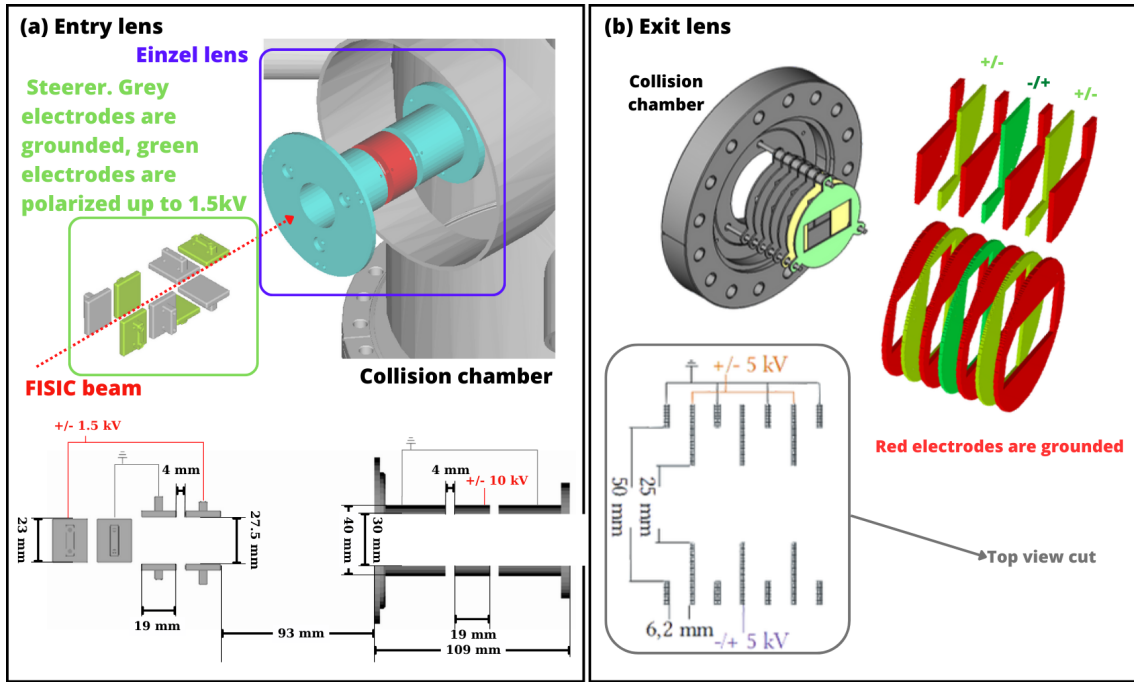 (a) Entry lens
Einzel lens
Steerer. Grey
electrodes are
grounded, green
electrodes are
polarized up to 1.5kV
FISIC beam
Collision chamber
+/- 1.5 kV
4 mm
23 mm
27.5 mm
19 mm
93 mm
4 mm
+/- 10 kV
40 mm
30 mm
19 mm
109 mm
(b) Exit lens
Collision
chamber
+/-
-/+
+/-
Red electrodes are grounded
+/- 5 kV
50 mm
25 mm
6,2 mm
-/+ 5 kV
Top view cut